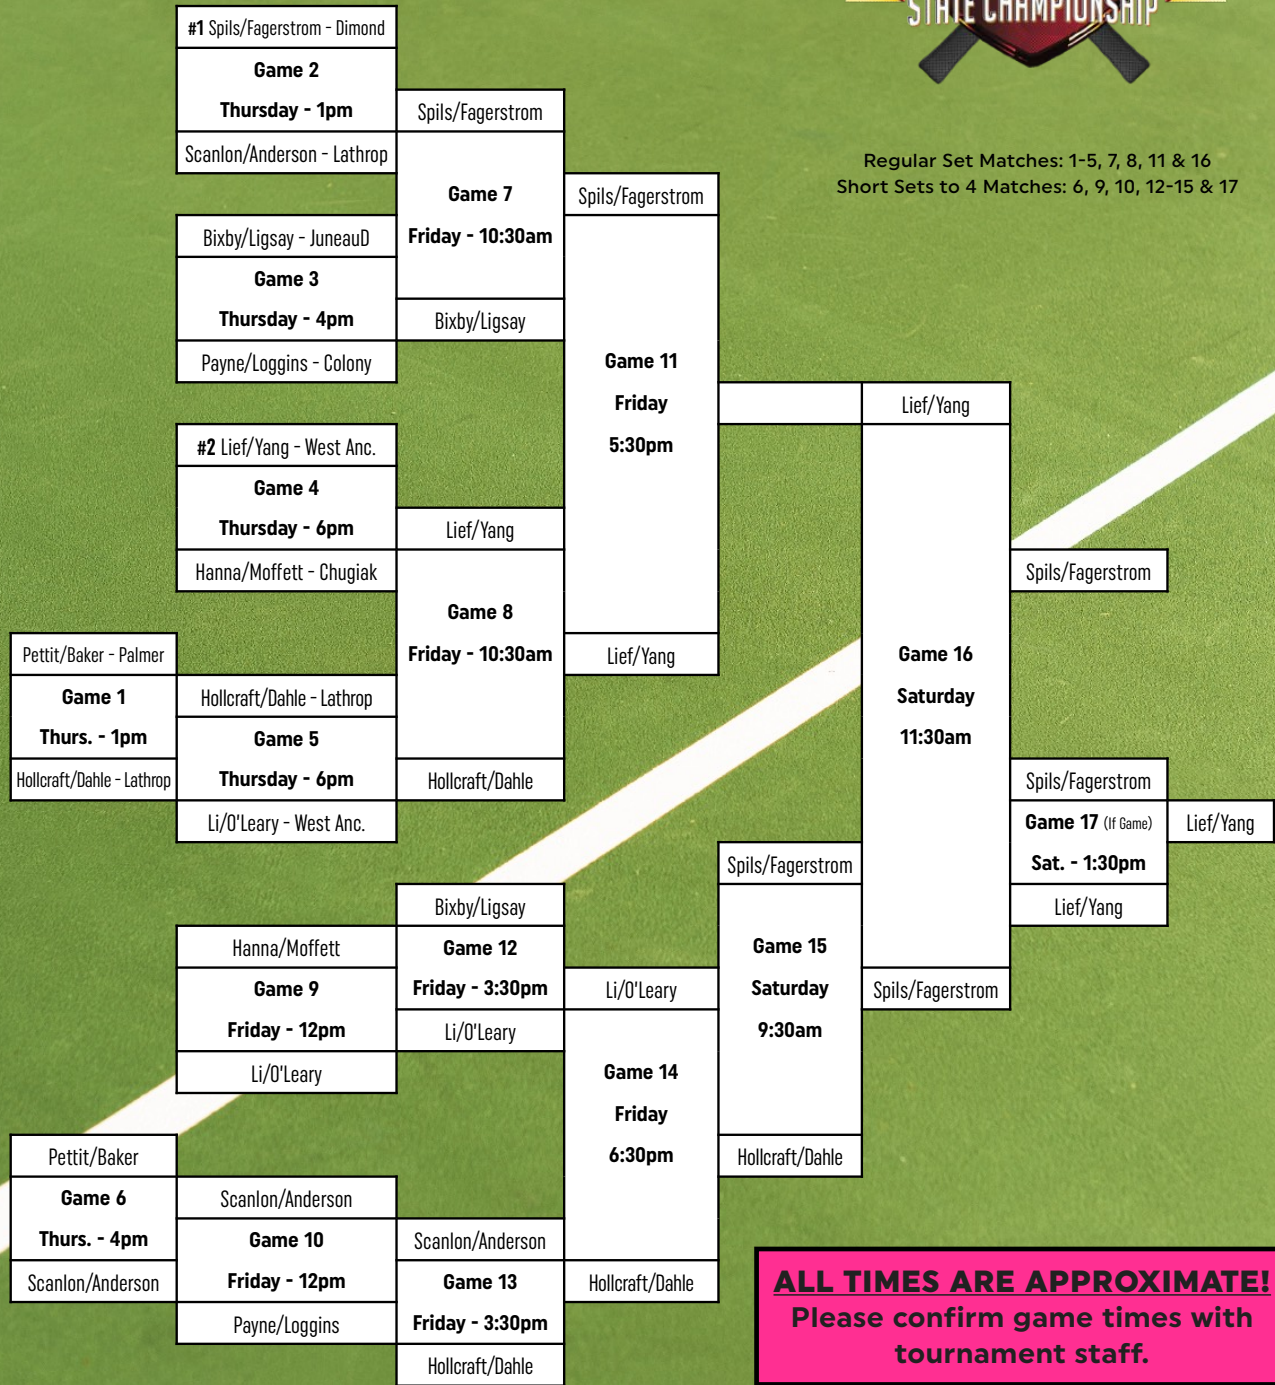 STATE CHAMPIONSHIP
Regular Set Matches: 1-5, 7, 8, 11 & 16
Short Sets to 4 Matches: 6, 9, 10, 12-15 & 17
#1 Spils/Fagerstrom - Dimond
Game 2
Thursday - 1pm
Scanlon/Anderson - Lathrop
Spils/Fagerstrom
Game 7
Friday - 10:30am
Bixby/Ligsay
Bixby/Ligsay - JuneauD
Game 3
Thursday - 4pm
Payne/Loggins - Colony
Spils/Fagerstrom
Game 11
Friday
5:30pm
Lief/Yang
#2 Lief/Yang - West Anc.
Game 4
Thursday - 6pm
Hanna/Moffett - Chugiak
Lief/Yang
Game 8
Friday - 10:30am
Hollcraft/Dahle
Pettit/Baker - Palmer
Game 1
Thurs. - 1pm
Hollcraft/Dahle - Lathrop
Hollcraft/Dahle - Lathrop
Game 5
Thursday - 6pm
Li/O'Leary - West Anc.
Lief/Yang
Game 16
Saturday
11:30am
Spils/Fagerstrom
Spils/Fagerstrom
Spils/Fagerstrom
Game 17 (If Game)
Sat. - 1:30pm
Lief/Yang
Lief/Yang
Spils/Fagerstrom
Game 15
Saturday
9:30am
Hollcraft/Dahle
Bixby/Ligsay
Game 12
Friday - 3:30pm
Li/O'Leary
Hanna/Moffett
Game 9
Friday - 12pm
Li/O'Leary
Li/O'Leary
Game 14
Friday
6:30pm
Hollcraft/Dahle
Pettit/Baker
Game 6
Thurs. - 4pm
Scanlon/Anderson
Scanlon/Anderson
Game 10
Friday - 12pm
Payne/Loggins
Scanlon/Anderson
Game 13
Friday - 3:30pm
Hollcraft/Dahle
ALL TIMES ARE APPROXIMATE!
Please confirm game times with
tournament staff.